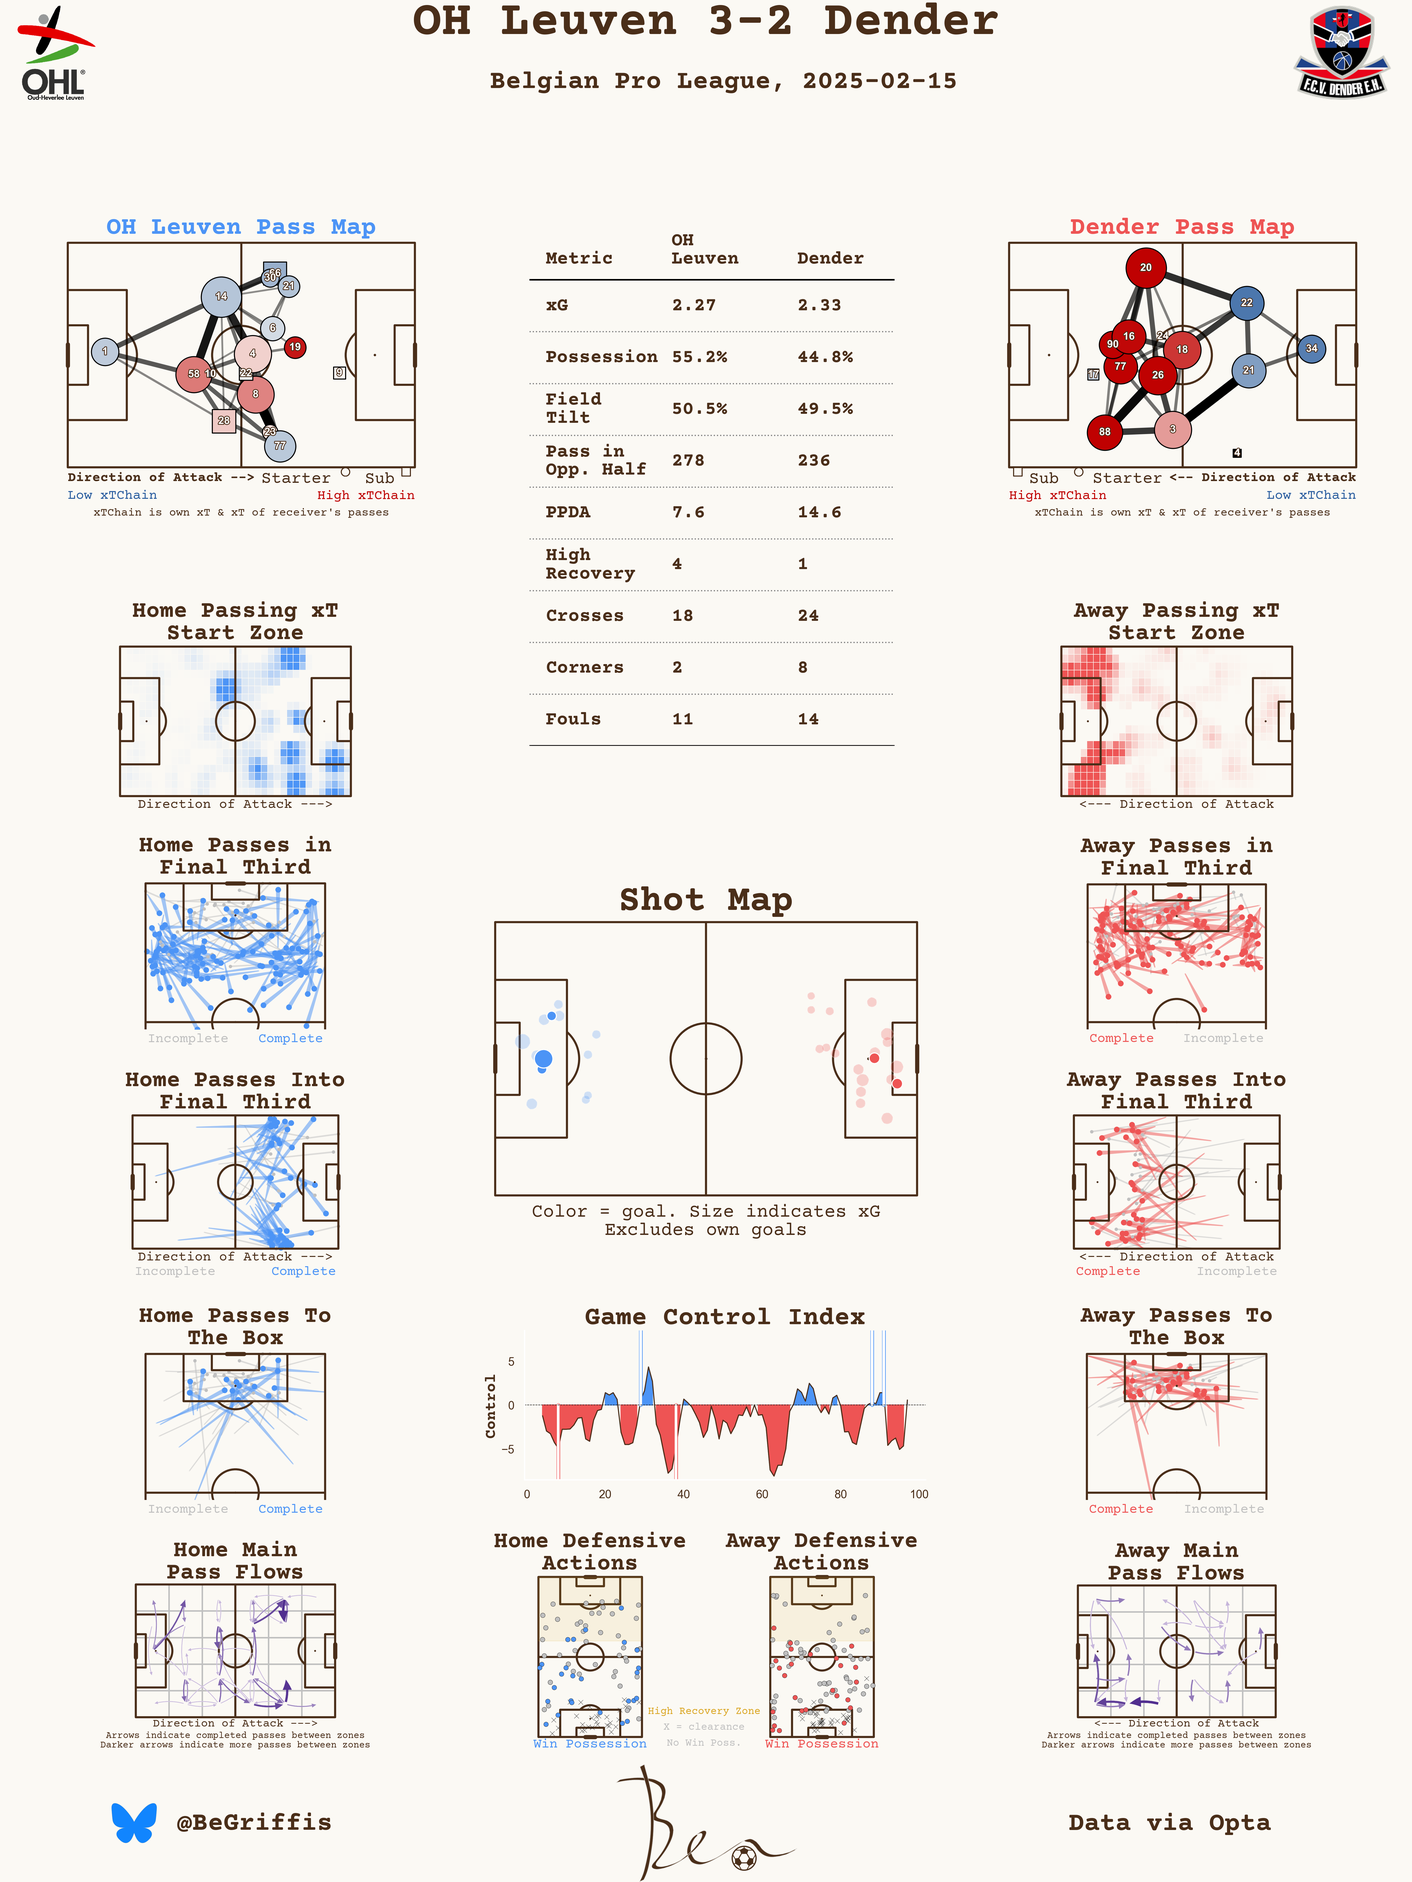 OH Leuven 3-2 Dender
Belgian Pro League, 2025-02-15
OHL®
Oud-Heverlee Leuven
F.C.V. DENDER E.H.
OH Leuven Pass Map
14
30
21
6
1
4
19
58
10
22
9
8
28
23
77
Direction of Attack --> Starter Sub
Low xTChain High xTChain
xTChain is own xT & xT of receiver's passes
Metric OH Leuven Dender
xG 2.27 2.33
Possession 55.2% 44.8%
Field Tilt 50.5% 49.5%
Pass in Opp. Half 278 236
PPDA 7.6 14.6
High Recovery 4 1
Crosses 18 24
Corners 2 8
Fouls 11 14
Dender Pass Map
20
22
16
24
90
18
34
77
17
26
21
88
3
4
Sub Starter <-- Direction of Attack
High xTChain Low xTChain
xTChain is own xT & xT of receiver's passes
Home Passing xT
Start Zone
Direction of Attack --->
Away Passing xT
Start Zone
<--- Direction of Attack
Home Passes in
Final Third
Incomplete Complete
Away Passes in
Final Third
Complete Incomplete
Shot Map
Color = goal. Size indicates xG
Excludes own goals
Home Passes Into
Final Third
Direction of Attack --->
Incomplete Complete
Away Passes Into
Final Third
<--- Direction of Attack
Complete Incomplete
Home Passes To
The Box
Incomplete Complete
Game Control Index
Control
5
0
−5
0 20 40 60 80 100
Away Passes To
The Box
Complete Incomplete
Home Main
Pass Flows
Direction of Attack --->
Arrows indicate completed passes between zones
Darker arrows indicate more passes between zones
Home Defensive
Actions
Win Possession
High Recovery Zone
X = clearance
No Win Poss.
Away Defensive
Actions
Win Possession
Away Main
Pass Flows
<--- Direction of Attack
Arrows indicate completed passes between zones
Darker arrows indicate more passes between zones
@BeGriffis
Ben
Data via Opta